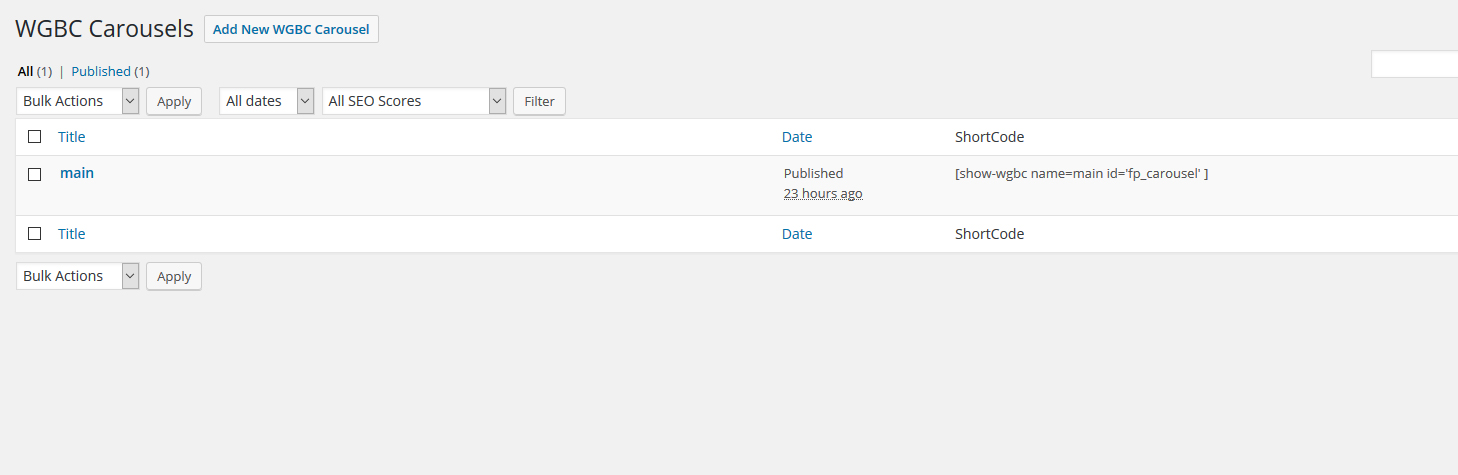 WGBC Carousels Add New WGBC Carousel
All (1) | Published (1)
Bulk Actions Apply All dates All SEO Scores Filter
Title Date ShortCode
main Published [show-wgbc name=main id='fp_carousel' ]
23 hours ago
Title Date ShortCode
Bulk Actions Apply